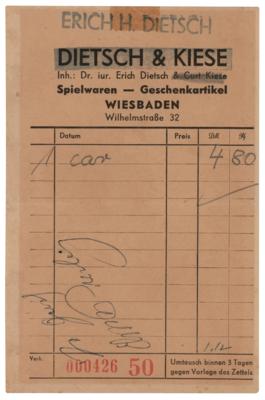 ERICH H. DIETSCH
DIETSCH & KIESE
Inh.: Dr. iur. Erich Dietsch & Curt Kiese
Spielwaren — Geschenkartikel
WIESBADEN
Wilhelmstraße 32
Datum Preis
1 car 4 80
Verk. 000426 50
Umtausch binnen 3 Tagen
gegen Vorlage des Zettels